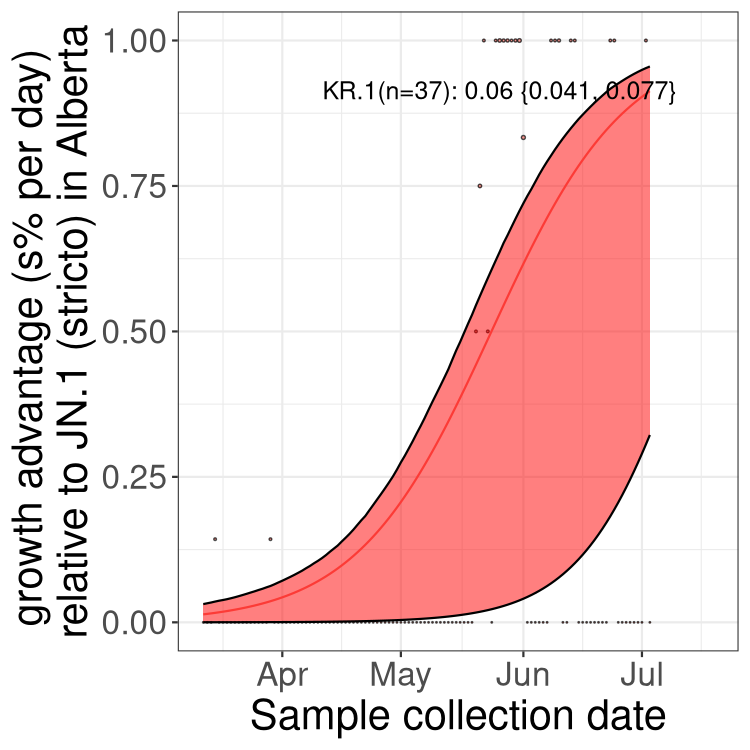 growth advantage (s% per day)
relative to JN.1 (stricto) in Alberta
1.00
0.75
0.50
0.25
0.00
KR.1(n=37): 0.06 {0.041, 0.077}
Apr
May
Jun
Jul
Sample collection date